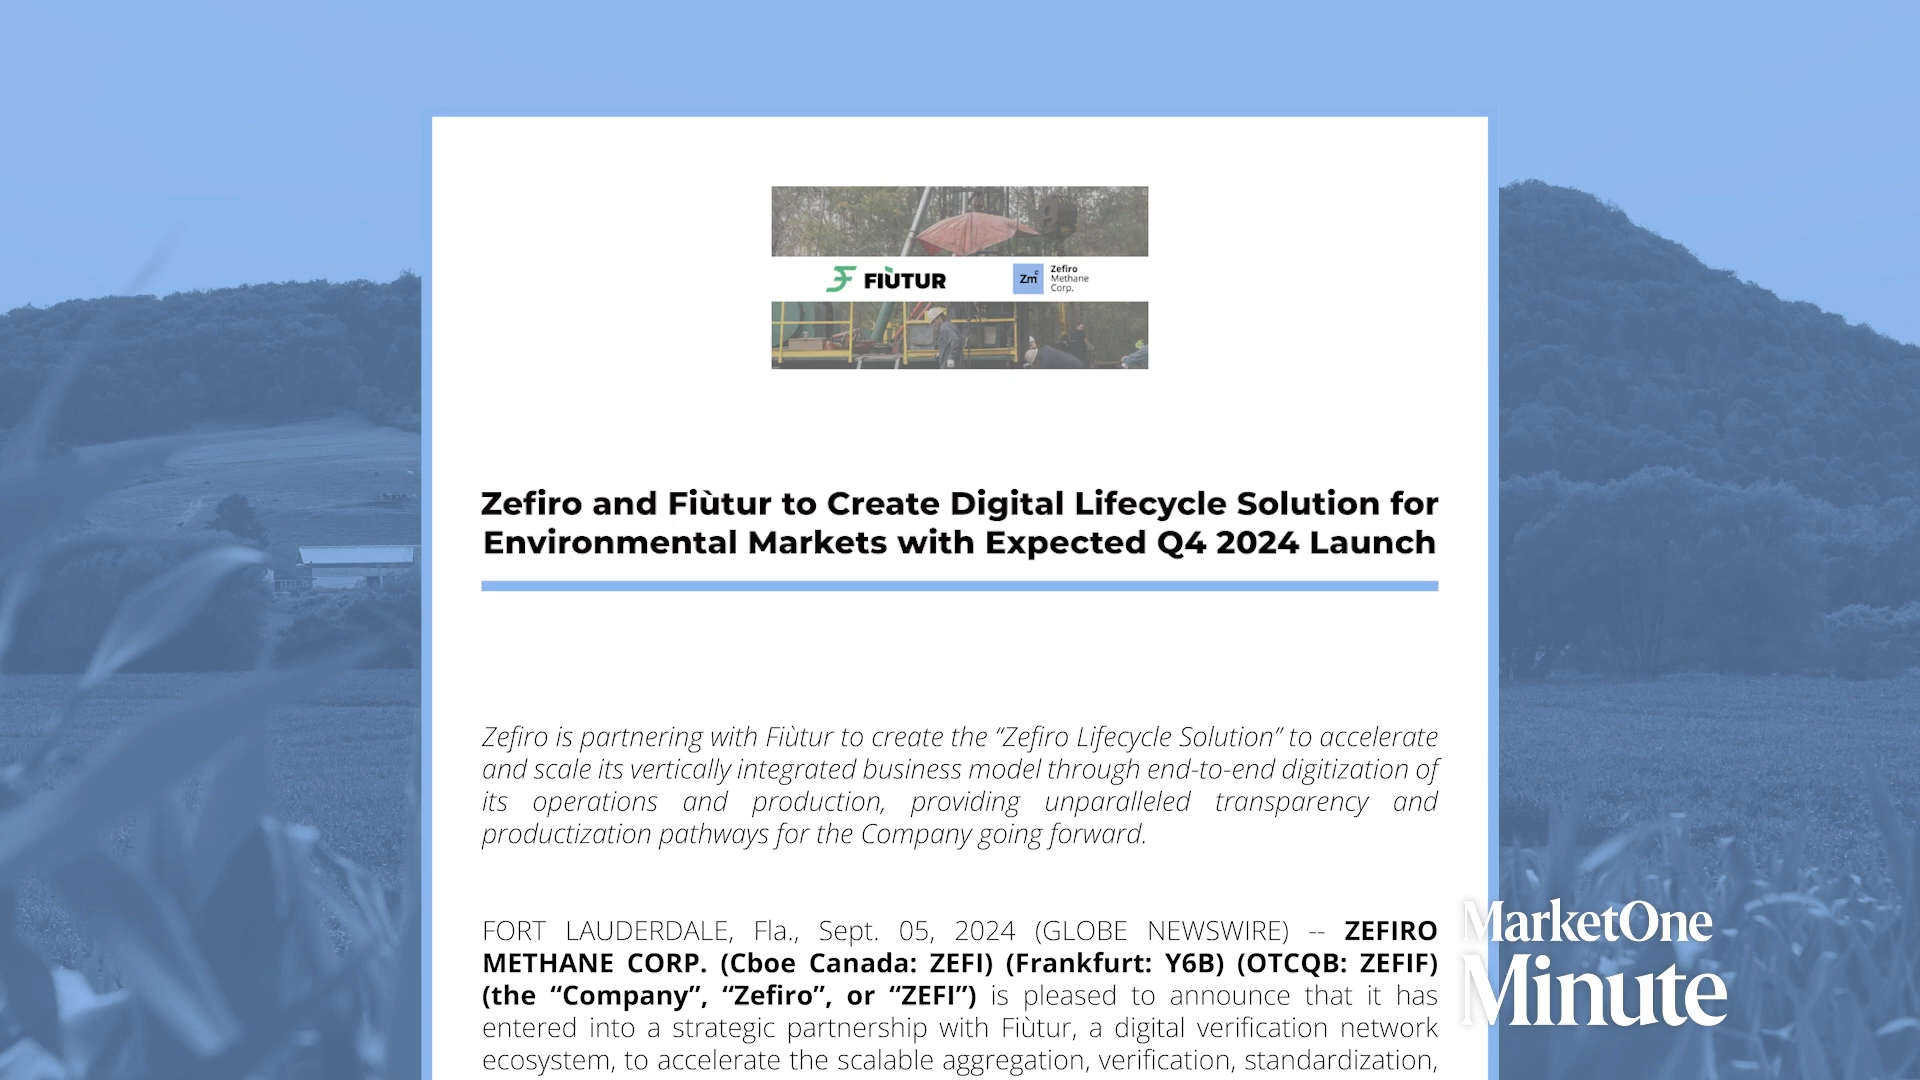 FIÙTUR
Zmc
Zefiro
Methane
Corp.
Zefiro and Fiùtur to Create Digital Lifecycle Solution for
Environmental Markets with Expected Q4 2024 Launch
Zefiro is partnering with Fiùtur to create the “Zefiro Lifecycle Solution” to accelerate
and scale its vertically integrated business model through end-to-end digitization of
its operations and production, providing unparalleled transparency and
productization pathways for the Company going forward.
FORT LAUDERDALE, Fla., Sept. 05, 2024 (GLOBE NEWSWIRE) -- ZEFIRO
METHANE CORP. (Cboe Canada: ZEFI) (Frankfurt: Y6B) (OTCQB: ZEFIF)
(the “Company”, “Zefiro”, or “ZEFI”) is pleased to announce that it has
entered into a strategic partnership with Fiùtur, a digital verification network
ecosystem, to accelerate the scalable aggregation, verification, standardization,
MarketOne
Minute